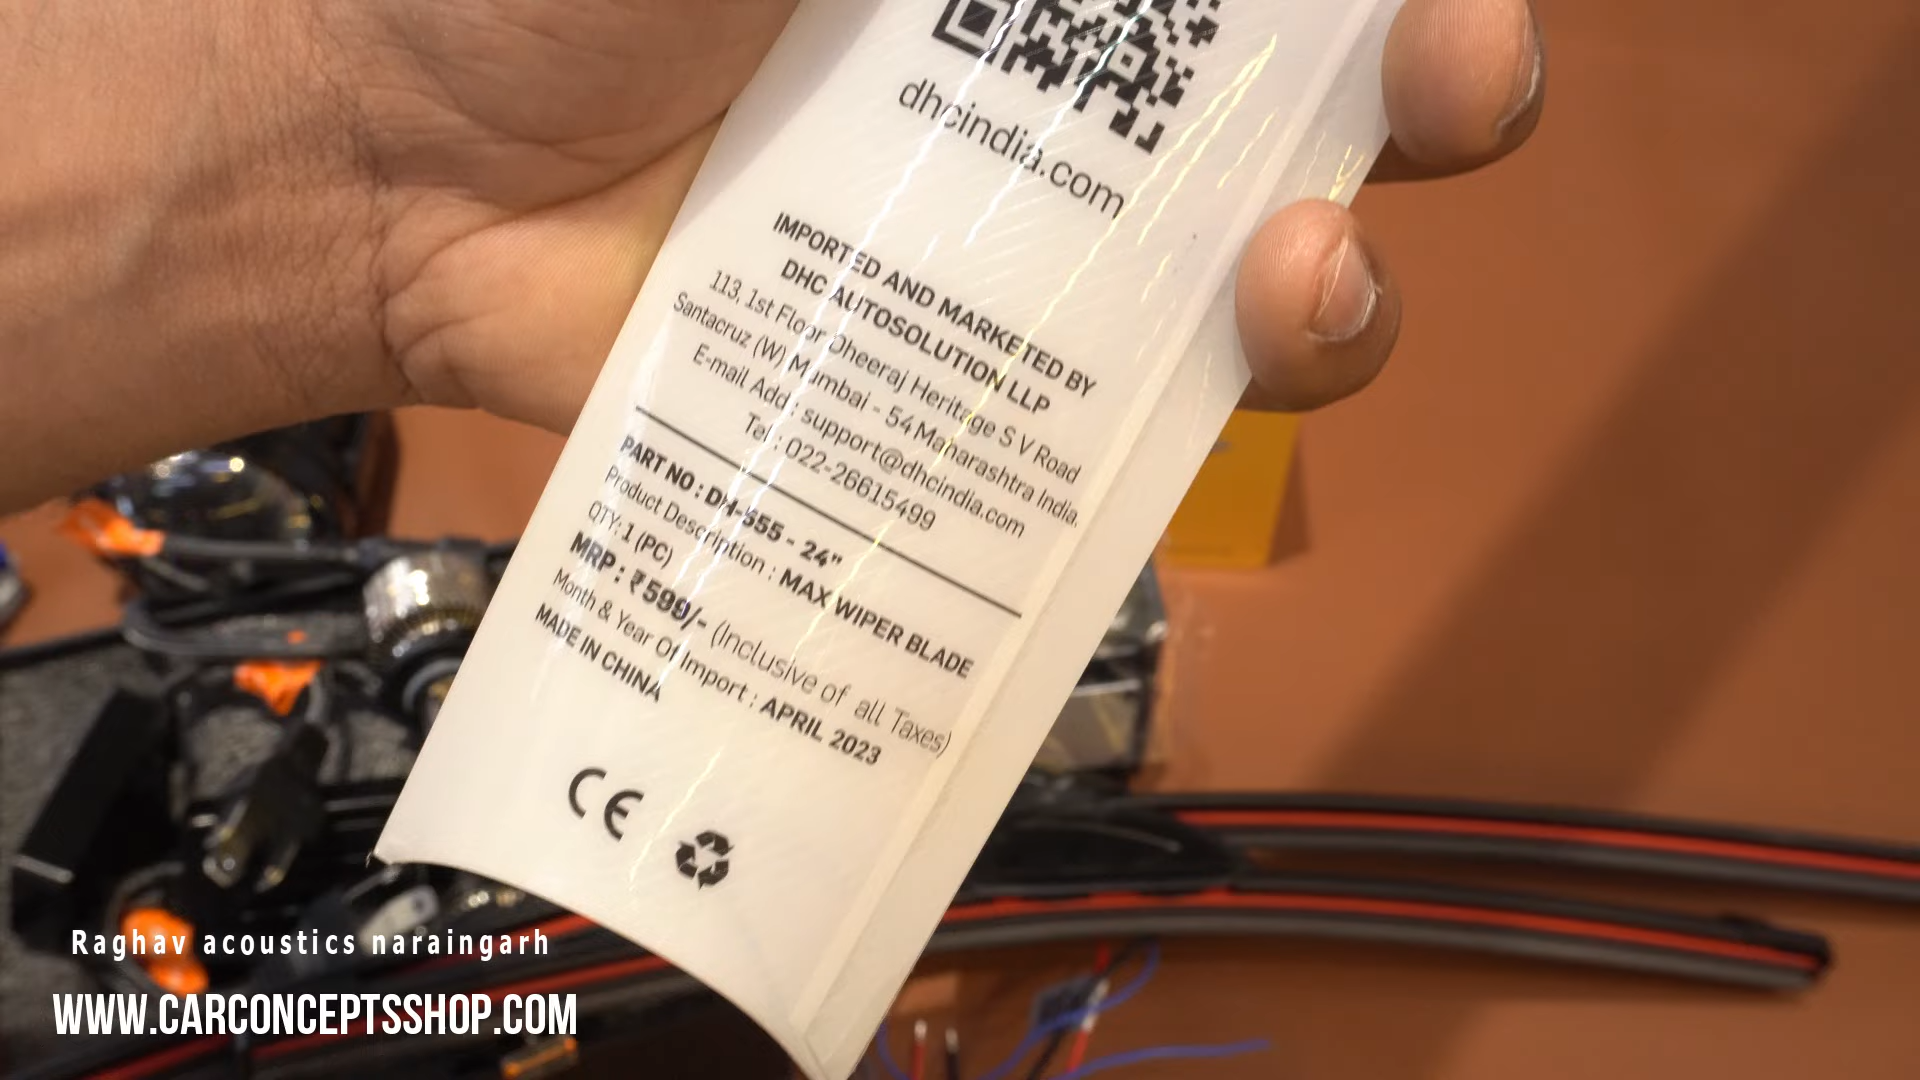 dhcindia.com
IMPORTED AND MARKETED BY
DHC AUTOSOLUTION LLP
113, 1st Floor Dheeraj Heritage S V Road
Santacruz (W) Mumbai - 54 Maharashtra India.
E-mail Add : support@dhcindia.com
Tel : 022-26615499
PART NO : DH-555 - 24"
Product Description : MAX WIPER BLADE
QTY: 1 (PC)
MRP : ₹ 599/- (Inclusive of all Taxes)
Month & Year Of Import : APRIL 2023
MADE IN CHINA
CE
Raghav acoustics naraingarh
WWW.CARCONCEPTSSHOP.COM